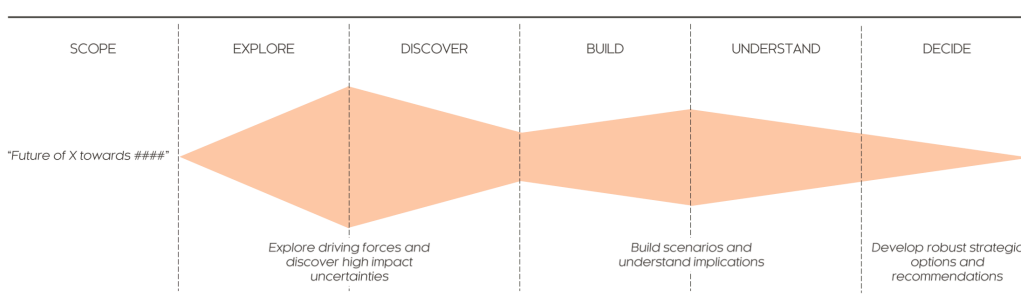 SCOPE
EXPLORE
DISCOVER
BUILD
UNDERSTAND
DECIDE
"Future of X towards ####"
Explore driving forces and
discover high impact
uncertainties
Build scenarios and
understand implications
Develop robust strategic
options and
recommendations